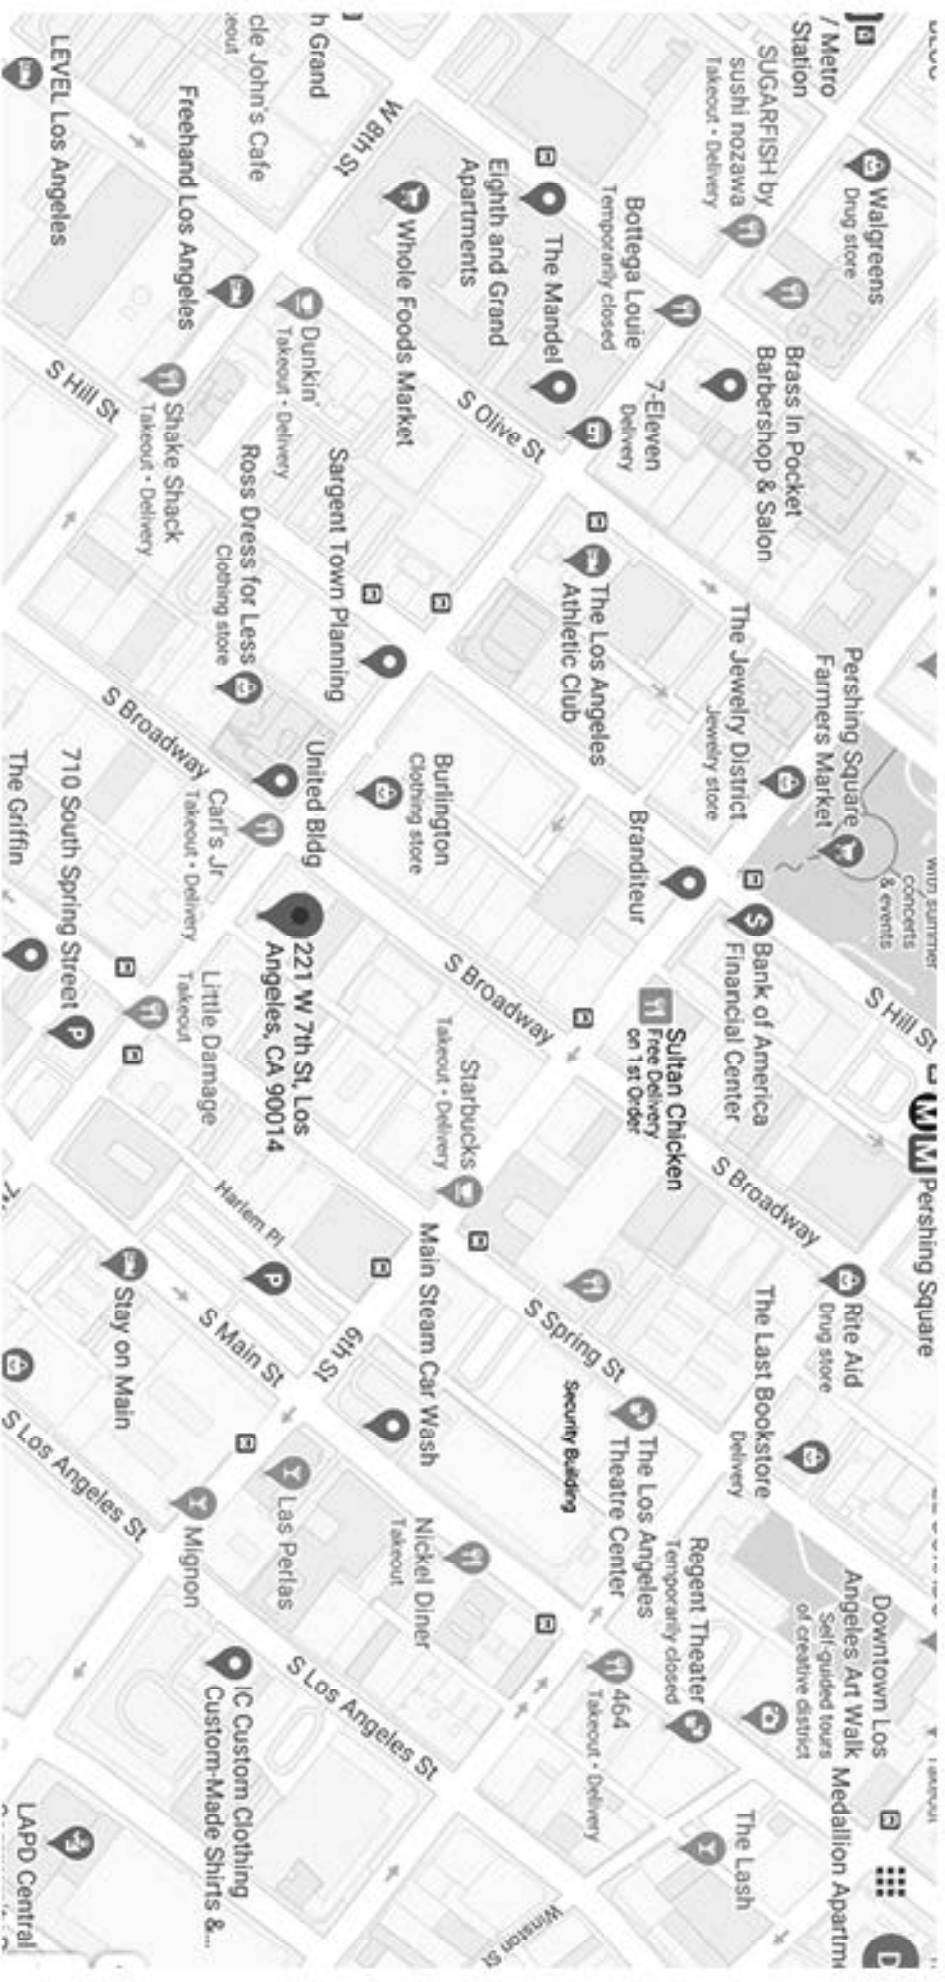 / Metro
Station
Walgreens
Drug store
SUGARFISH by
sushi nozawa
Takeout • Delivery
Brass In Pocket
Barbershop & Salon
Bottega Louie
Temporarily closed
7-Eleven
Delivery
The Mandel
Eighth and Grand
Apartments
W 8th St
Whole Foods Market
h Grand
cle John's Cafe
eout
Freehand Los Angeles
LEVEL Los Angeles
Dunkin'
Takeout • Delivery
S Olive St
S Hill St
Shake Shack
Takeout • Delivery
Ross Dress for Less
Clothing store
Sargent Town Planning
The Los Angeles
Athletic Club
The Jewelry District
Jewelry store
Pershing Square
Farmers Market
with summer
concerts
& events
S Hill St
Pershing Square
Bank of America
Financial Center
Branditeur
Burlington
Clothing store
United Bldg
S Broadway
Carl's Jr
Takeout • Delivery
221 W 7th St, Los
Angeles, CA 90014
710 South Spring Street
The Griffin
Little Damage
Takeout
S Broadway
Sultan Chicken
Free Delivery
on 1st Order
Starbucks
Takeout • Delivery
S Broadway
Rite Aid
Drug store
The Last Bookstore
Delivery
S Spring St
Security Building
The Los Angeles
Theatre Center
Main Steam Car Wash
6th St
Harlem Pl
S Main St
Stay on Main
S Los Angeles St
Las Perlas
Mignon
Nickel Diner
Takeout
Regent Theater
Temporarily closed
464
Takeout • Delivery
Downtown Los
Angeles Art Walk
Self-guided tours
of creative district
Medallion Apartm
The Lash
S Los Angeles St
IC Custom Clothing
Custom-Made Shirts &...
Winston St
LAPD Central
D